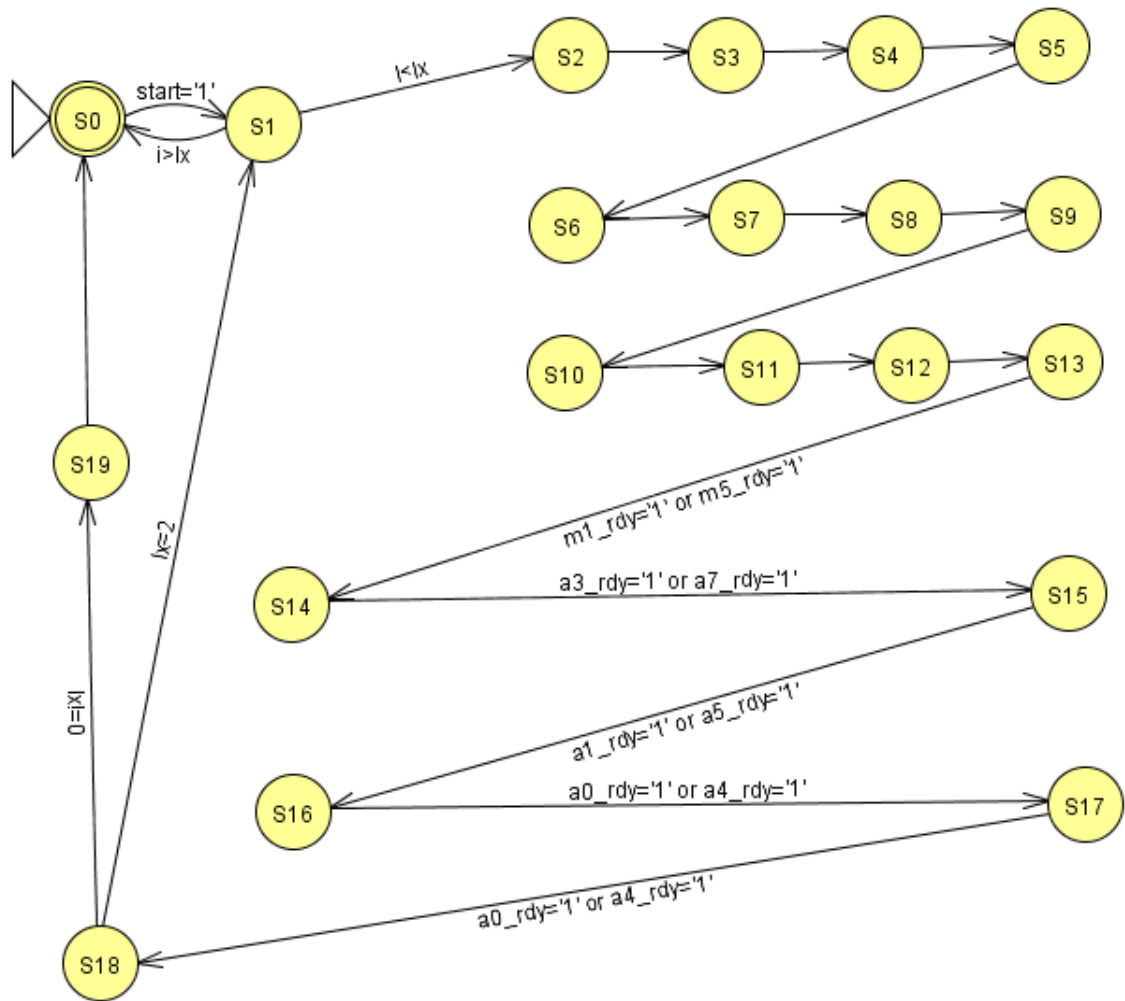 S0
start='1'
i>lx
S1
l<lx
S2
S3
S4
S5
S6
S7
S8
S9
S10
S11
S12
S13
m1_rdy='1' or m5_rdy='1'
S14
a3_rdy='1' or a7_rdy='1'
S15
a1_rdy='1' or a5_rdy='1'
S16
a0_rdy='1' or a4_rdy='1'
S17
a0_rdy='1' or a4_rdy='1'
S18
lx=2
lxi=0
S19